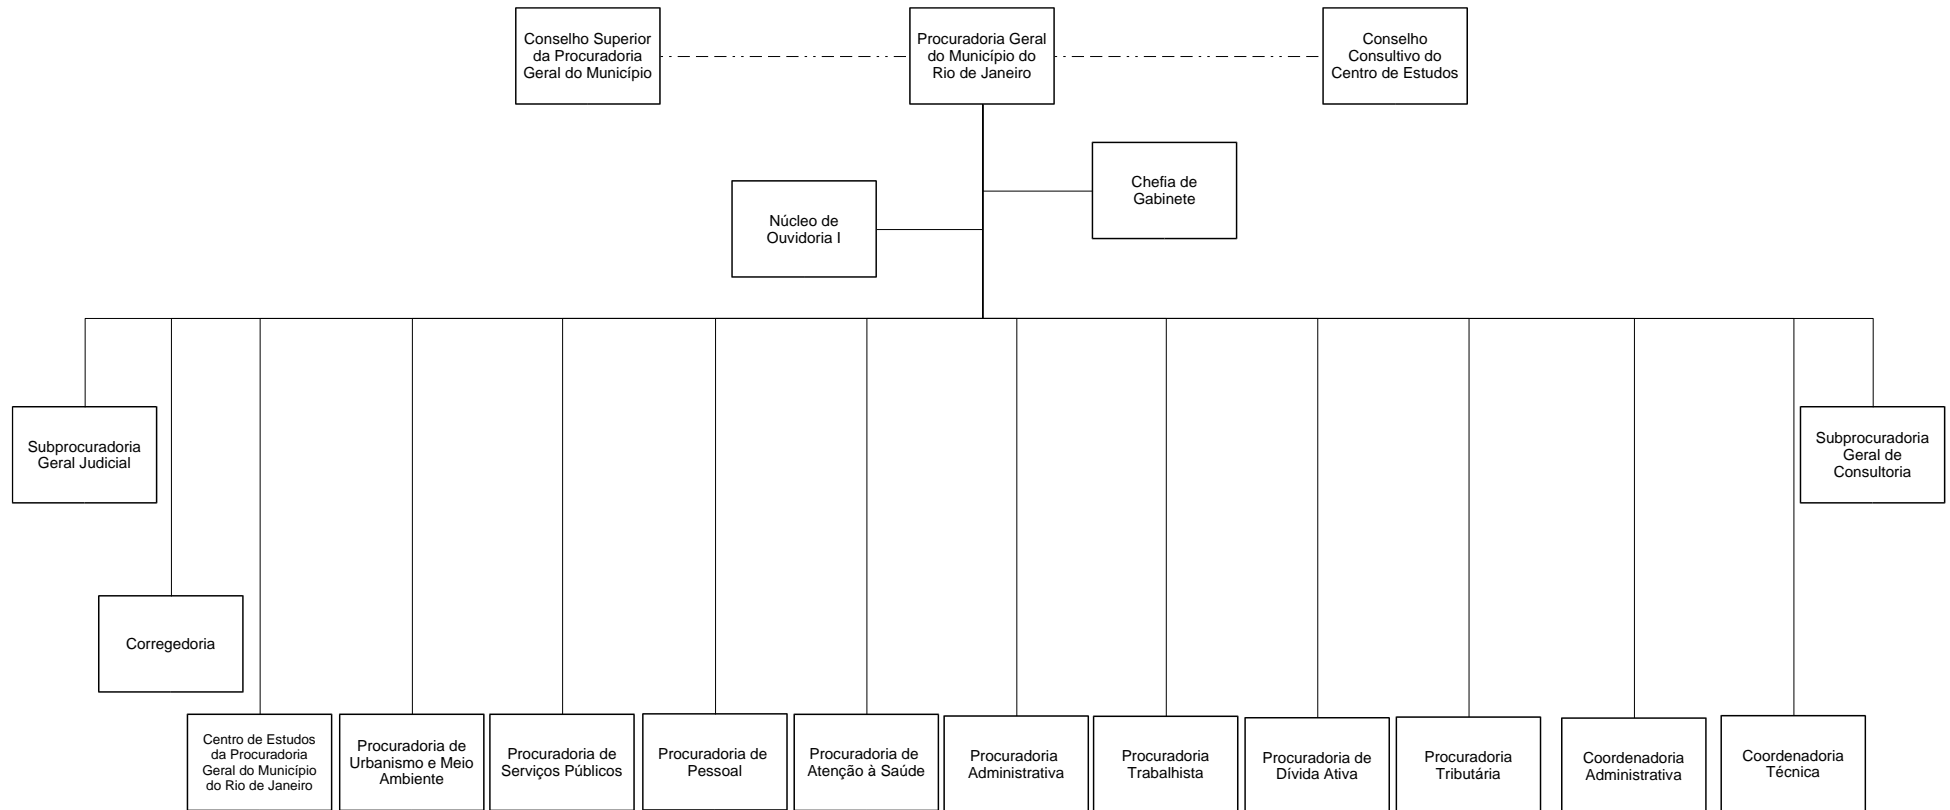 Conselho Superior
da Procuradoria
Geral do Município
Procuradoria Geral
do Município do
Rio de Janeiro
Conselho
Consultivo do
Centro de Estudos
Chefia de
Gabinete
Núcleo de
Ouvidoria I
Subprocuradoria
Geral Judicial
Subprocuradoria
Geral de
Consultoria
Corregedoria
Centro de Estudos
da Procuradoria
Geral do Município
do Rio de Janeiro
Procuradoria de
Urbanismo e Meio
Ambiente
Procuradoria de
Serviços Públicos
Procuradoria de
Pessoal
Procuradoria de
Atenção à Saúde
Procuradoria
Administrativa
Procuradoria
Trabalhista
Procuradoria de
Dívida Ativa
Procuradoria
Tributária
Coordenadoria
Administrativa
Coordenadoria
Técnica